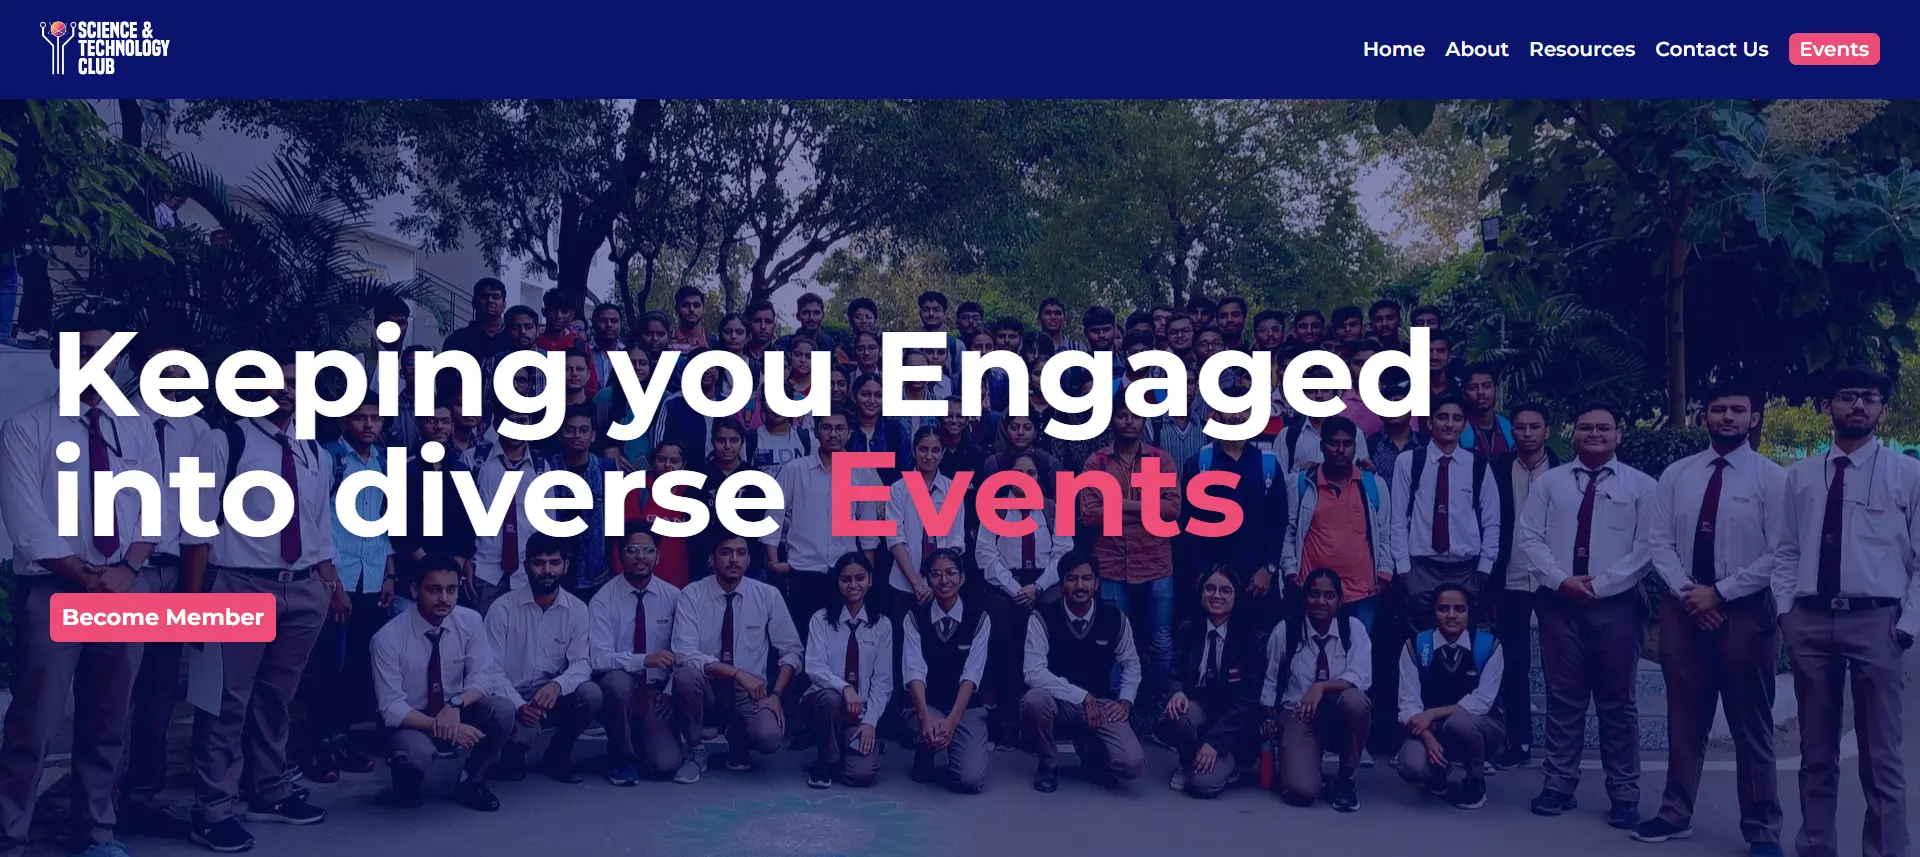 SCIENCE &
TECHNOLOGY
CLUB
Home About Resources Contact Us Events
Keeping you Engaged
into diverse Events
Become Member